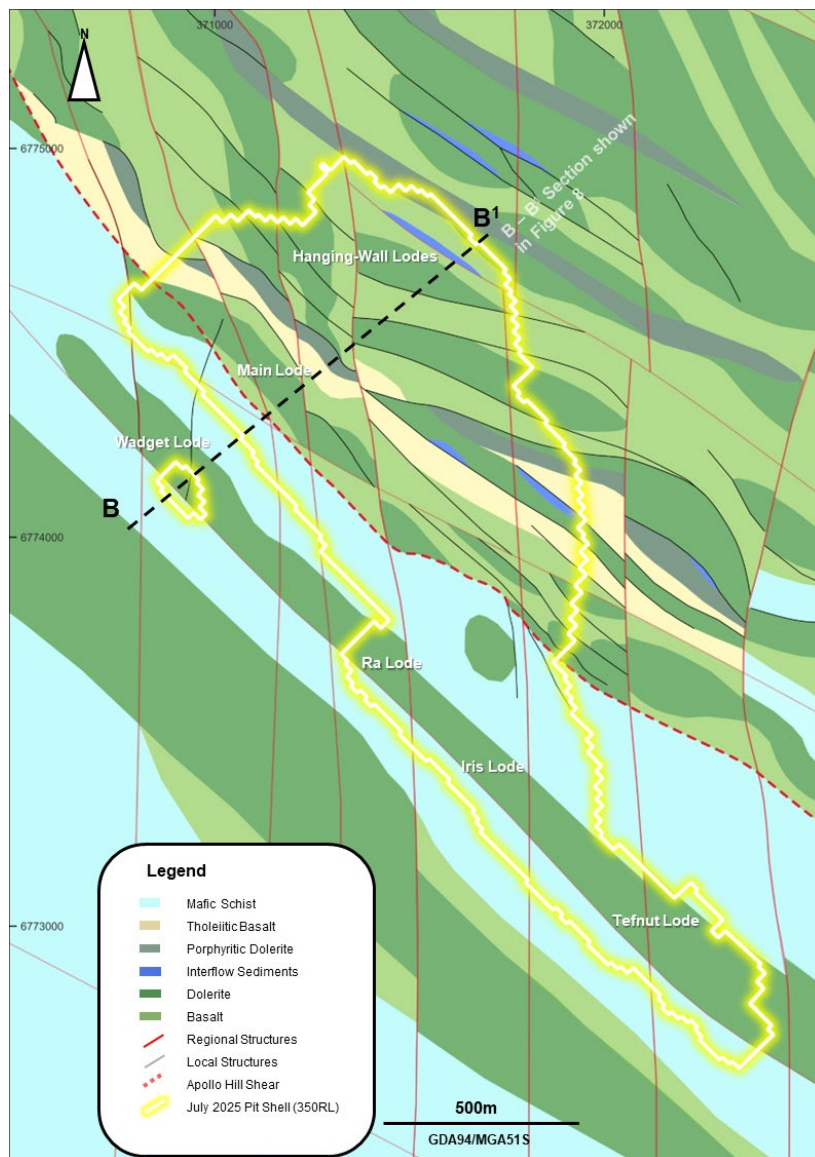 371000
372000
N
6775000
B – B' Section shown
in Figure 8
B¹
Hanging-Wall Lodes
Main Lode
Wadget Lode
B
6774000
Ra Lode
Iris Lode
Tefnut Lode
6773000
Legend
Mafic Schist
Tholeiitic Basalt
Porphyritic Dolerite
Interflow Sediments
Dolerite
Basalt
Regional Structures
Local Structures
Apollo Hill Shear
July 2025 Pit Shell (350RL)
500m
GDA94/MGA51S